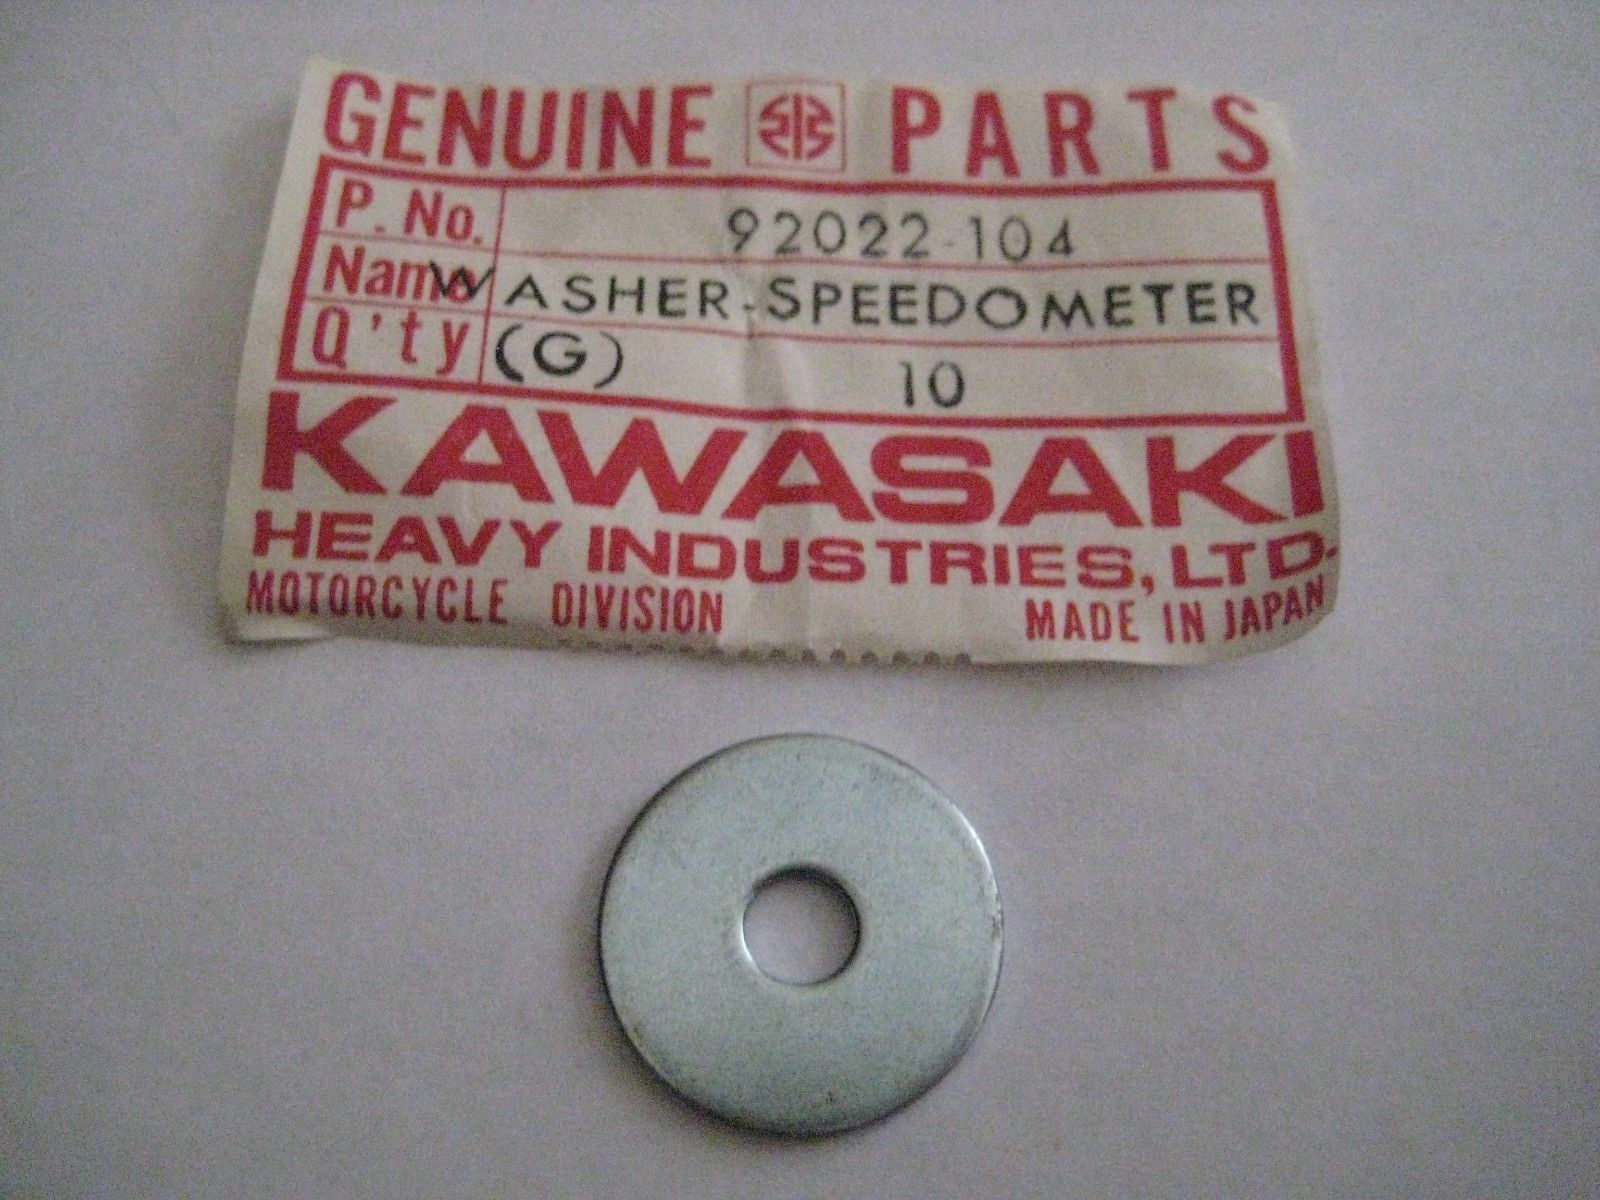 GENUINE PARTS
P. No. 92022-104
Name WASHER-SPEEDOMETER
Q'ty (G) 10
KAWASAKI
HEAVY INDUSTRIES, LTD.
MOTORCYCLE DIVISION MADE IN JAPAN